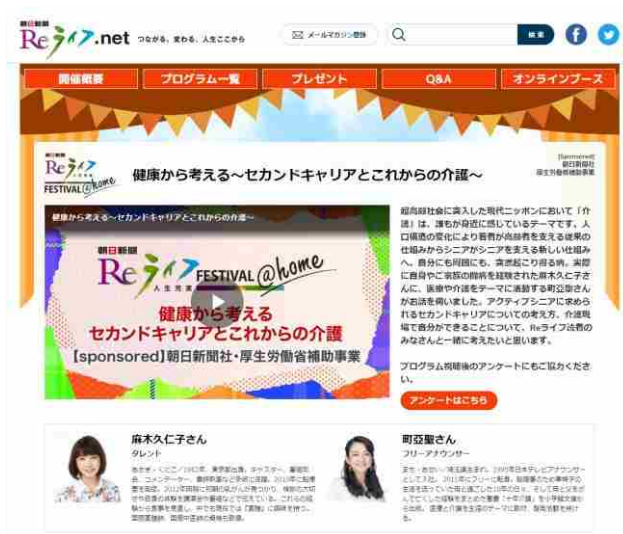 朝日新聞
Reライフ.net つながる、変わる、人生ここから
メールマガジン登録
検索
開催概要
プログラム一覧
プレゼント
Q&A
オンラインブース
朝日新聞
Reライフ
人生充実
FESTIVAL @home
健康から考える～セカンドキャリアとこれからの介護～
[Sponsored]
朝日新聞社
厚生労働省補助事業
健康から考える～セカンドキャリアとこれからの介護～
朝日新聞
Reライフ
人生充実
FESTIVAL @home
健康から考える
セカンドキャリアとこれからの介護
【sponsored】朝日新聞社・厚生労働省補助事業
超高齢社会に突入した現代ニッポンにおいて「介
護」は、誰もが身近に感じているテーマです。人
口構造の変化により若者が高齢者を支える従来の
仕組みからシニアがシニアを支える新しい仕組み
へ。自分にも周囲にも、突然起こり得る病。実際
に自身やご家族の闘病を経験された麻木久仁子さ
んに、医療や介護をテーマに活動する町亞聖さん
がお話を伺いました。アクティブシニアに求めら
れるセカンドキャリアについての考え方、介護現
場で自分ができることについて、Reライフ読者の
みなさんと一緒に考えたいと思います。
プログラム視聴後のアンケートにもご協力くださ
い。
アンケートはこちら
麻木久仁子さん
タレント
町亞聖さん
フリーアナウンサー